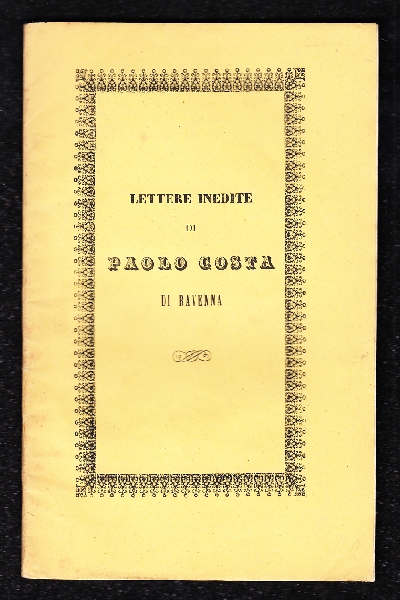 LETTERE INEDITE
DI
PAOLO COSTA
DI RAVENNA